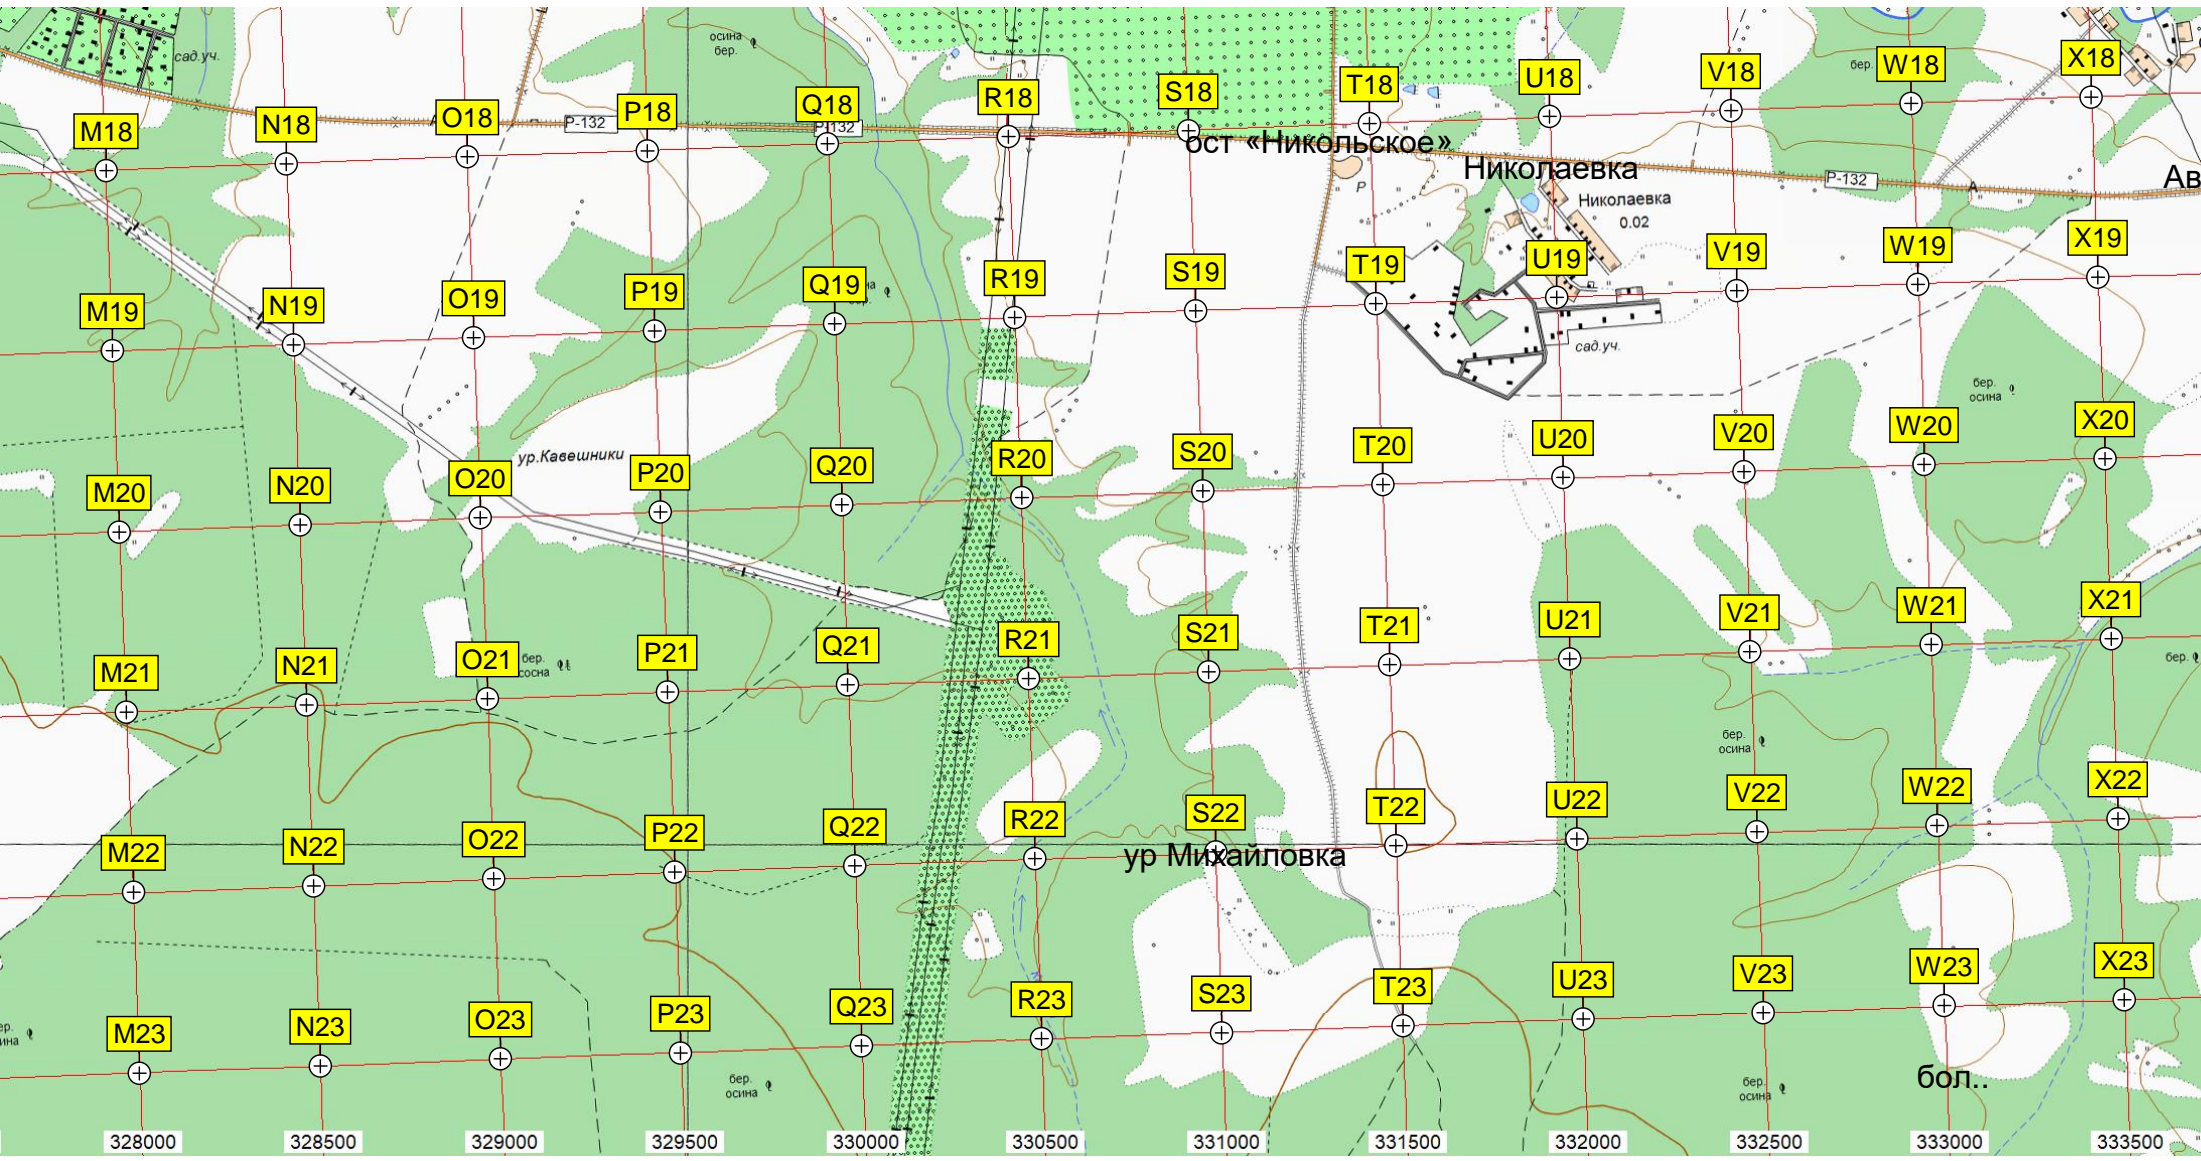 осина
бер.
сад.уч.
бер.
M18
N18
O18
P-132
P18
Q18
P-132
R18
S18
T18
U18
V18
W18
X18
ост «Никольское»
Николаевка
P-132
А
Ав
Р
Николаевка
0.02
M19
N19
O19
P19
Q19
R19
S19
T19
U19
V19
W19
X19
сад.уч.
бер.
осина
ур.Кавешники
M20
N20
O20
P20
Q20
R20
S20
T20
U20
V20
W20
X20
M21
N21
O21
бер.
сосна
P21
Q21
R21
S21
T21
U21
V21
W21
X21
бер.
бер.
осина
M22
N22
O22
P22
Q22
R22
S22
T22
U22
V22
W22
X22
ур Михайловка
M23
N23
O23
P23
Q23
R23
S23
T23
U23
V23
W23
X23
бер.
осина
бер.
осина
бол..
328000 328500 329000 329500 330000 330500 331000 331500 332000 332500 333000 333500